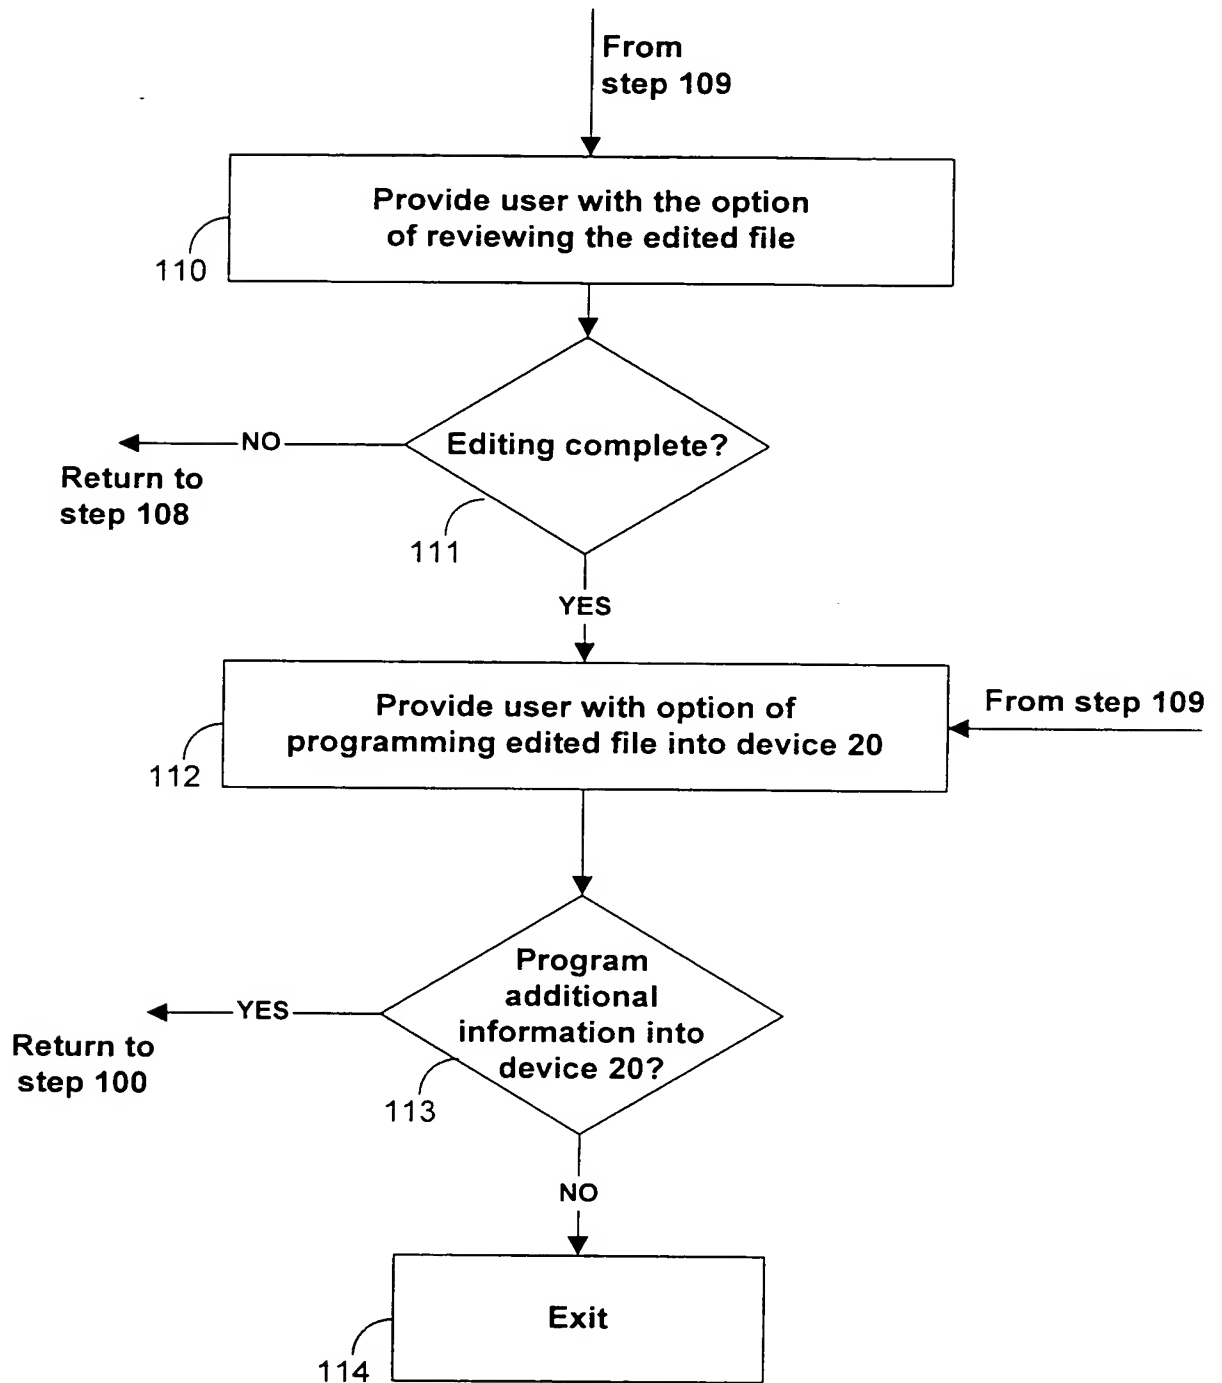 From
step 109
Provide user with the option
of reviewing the edited file
110
Editing complete?
NO
Return to
step 108
111
YES
Provide user with option of
programming edited file into device 20
From step 109
112
Program
additional
information into
device 20?
YES
Return to
step 100
113
NO
Exit
114